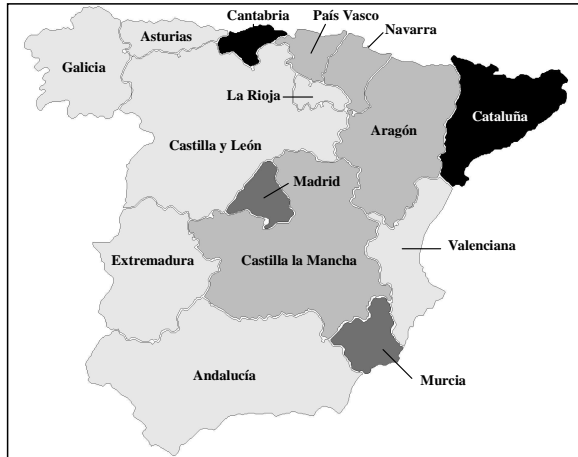 Cantabria
País Vasco
Navarra
Asturias
Galicia
La Rioja
Cataluña
Aragón
Castilla y León
Madrid
Valenciana
Extremadura
Castilla la Mancha
Andalucía
Murcia